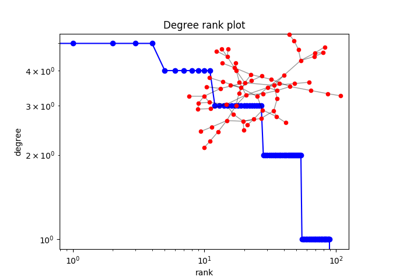 Degree rank plot
degree
4 × 10⁰
3 × 10⁰
2 × 10⁰
10⁰
10⁰
10¹
10²
rank